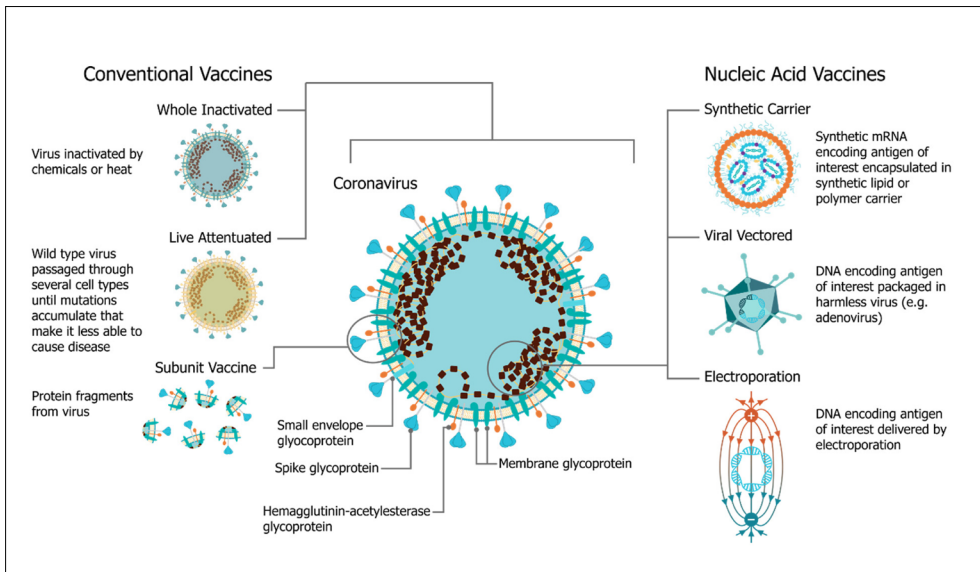 Conventional Vaccines
Whole Inactivated
Virus inactivated by
chemicals or heat
Live Attentuated
Wild type virus
passaged through
several cell types
until mutations
accumulate that
make it less able to
cause disease
Subunit Vaccine
Protein fragments
from virus
Coronavirus
Small envelope
glyocoprotein
Spike glycoprotein
Hemagglutinin-acetylesterase
glycoprotein
Membrane glycoprotein
Nucleic Acid Vaccines
Synthetic Carrier
Synthetic mRNA
encoding antigen of
interest encapsulated in
synthetic lipid or
polymer carrier
Viral Vectored
DNA encoding antigen
of interest packaged in
harmless virus (e.g.
adenovirus)
Electroporation
DNA encoding antigen
of interest delivered by
electroporation